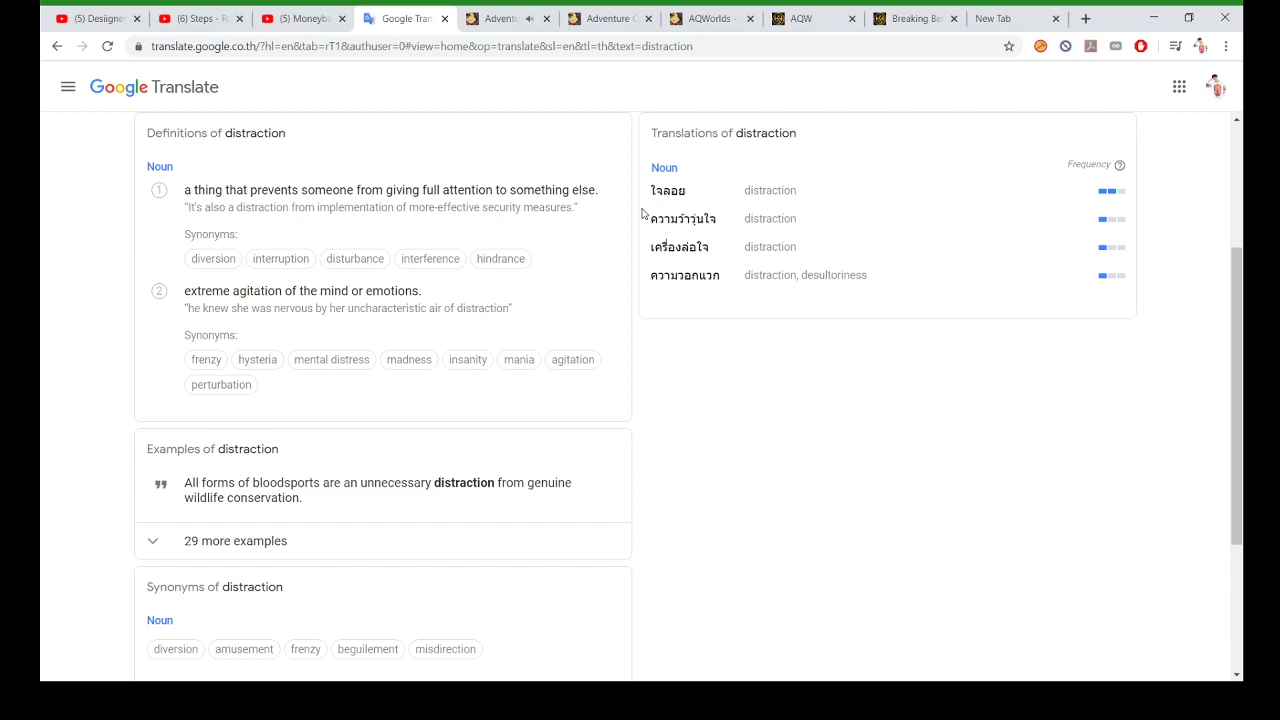 (5) Desiigne
(6) Steps - R
(5) Moneyba
Google Tran
Adventu
Adventure Q
AQWorlds -
AQW
Breaking Be
New Tab
translate.google.co.th/?hl=en&tab=rT1&authuser=0#view=home&op=translate&sl=en&tl=th&text=distraction
Google Translate
Definitions of distraction
Noun
1 a thing that prevents someone from giving full attention to something else.
"It's also a distraction from implementation of more-effective security measures."
Synonyms:
diversion interruption disturbance interference hindrance
2 extreme agitation of the mind or emotions.
"he knew she was nervous by her uncharacteristic air of distraction"
Synonyms:
frenzy hysteria mental distress madness insanity mania agitation
perturbation
Examples of distraction
All forms of bloodsports are an unnecessary distraction from genuine
wildlife conservation.
29 more examples
Synonyms of distraction
Noun
diversion amusement frenzy beguilement misdirection
Translations of distraction
Noun Frequency
ใจลอย distraction
ความว้าวุ่นใจ distraction
เครื่องล่อใจ distraction
ความวอกแวก distraction, desultoriness